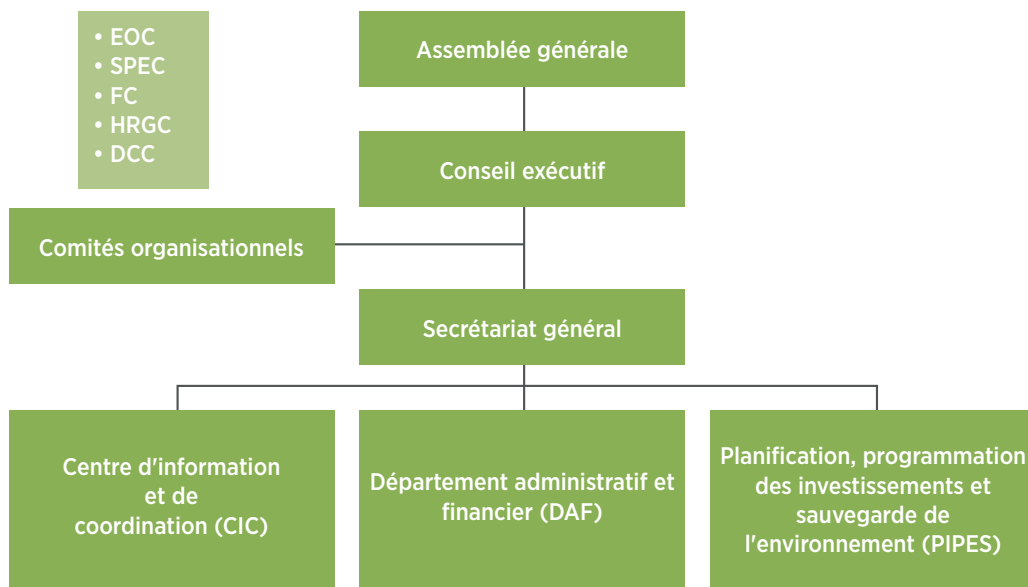 • EOC
• SPEC
• FC
• HRGC
• DCC
Assemblée générale
Conseil exécutif
Comités organisationnels
Secrétariat général
Centre d'information
et de
coordination (CIC)
Département administratif et
financier (DAF)
Planification, programmation
des investissements et
sauvegarde de
l'environnement (PIPES)